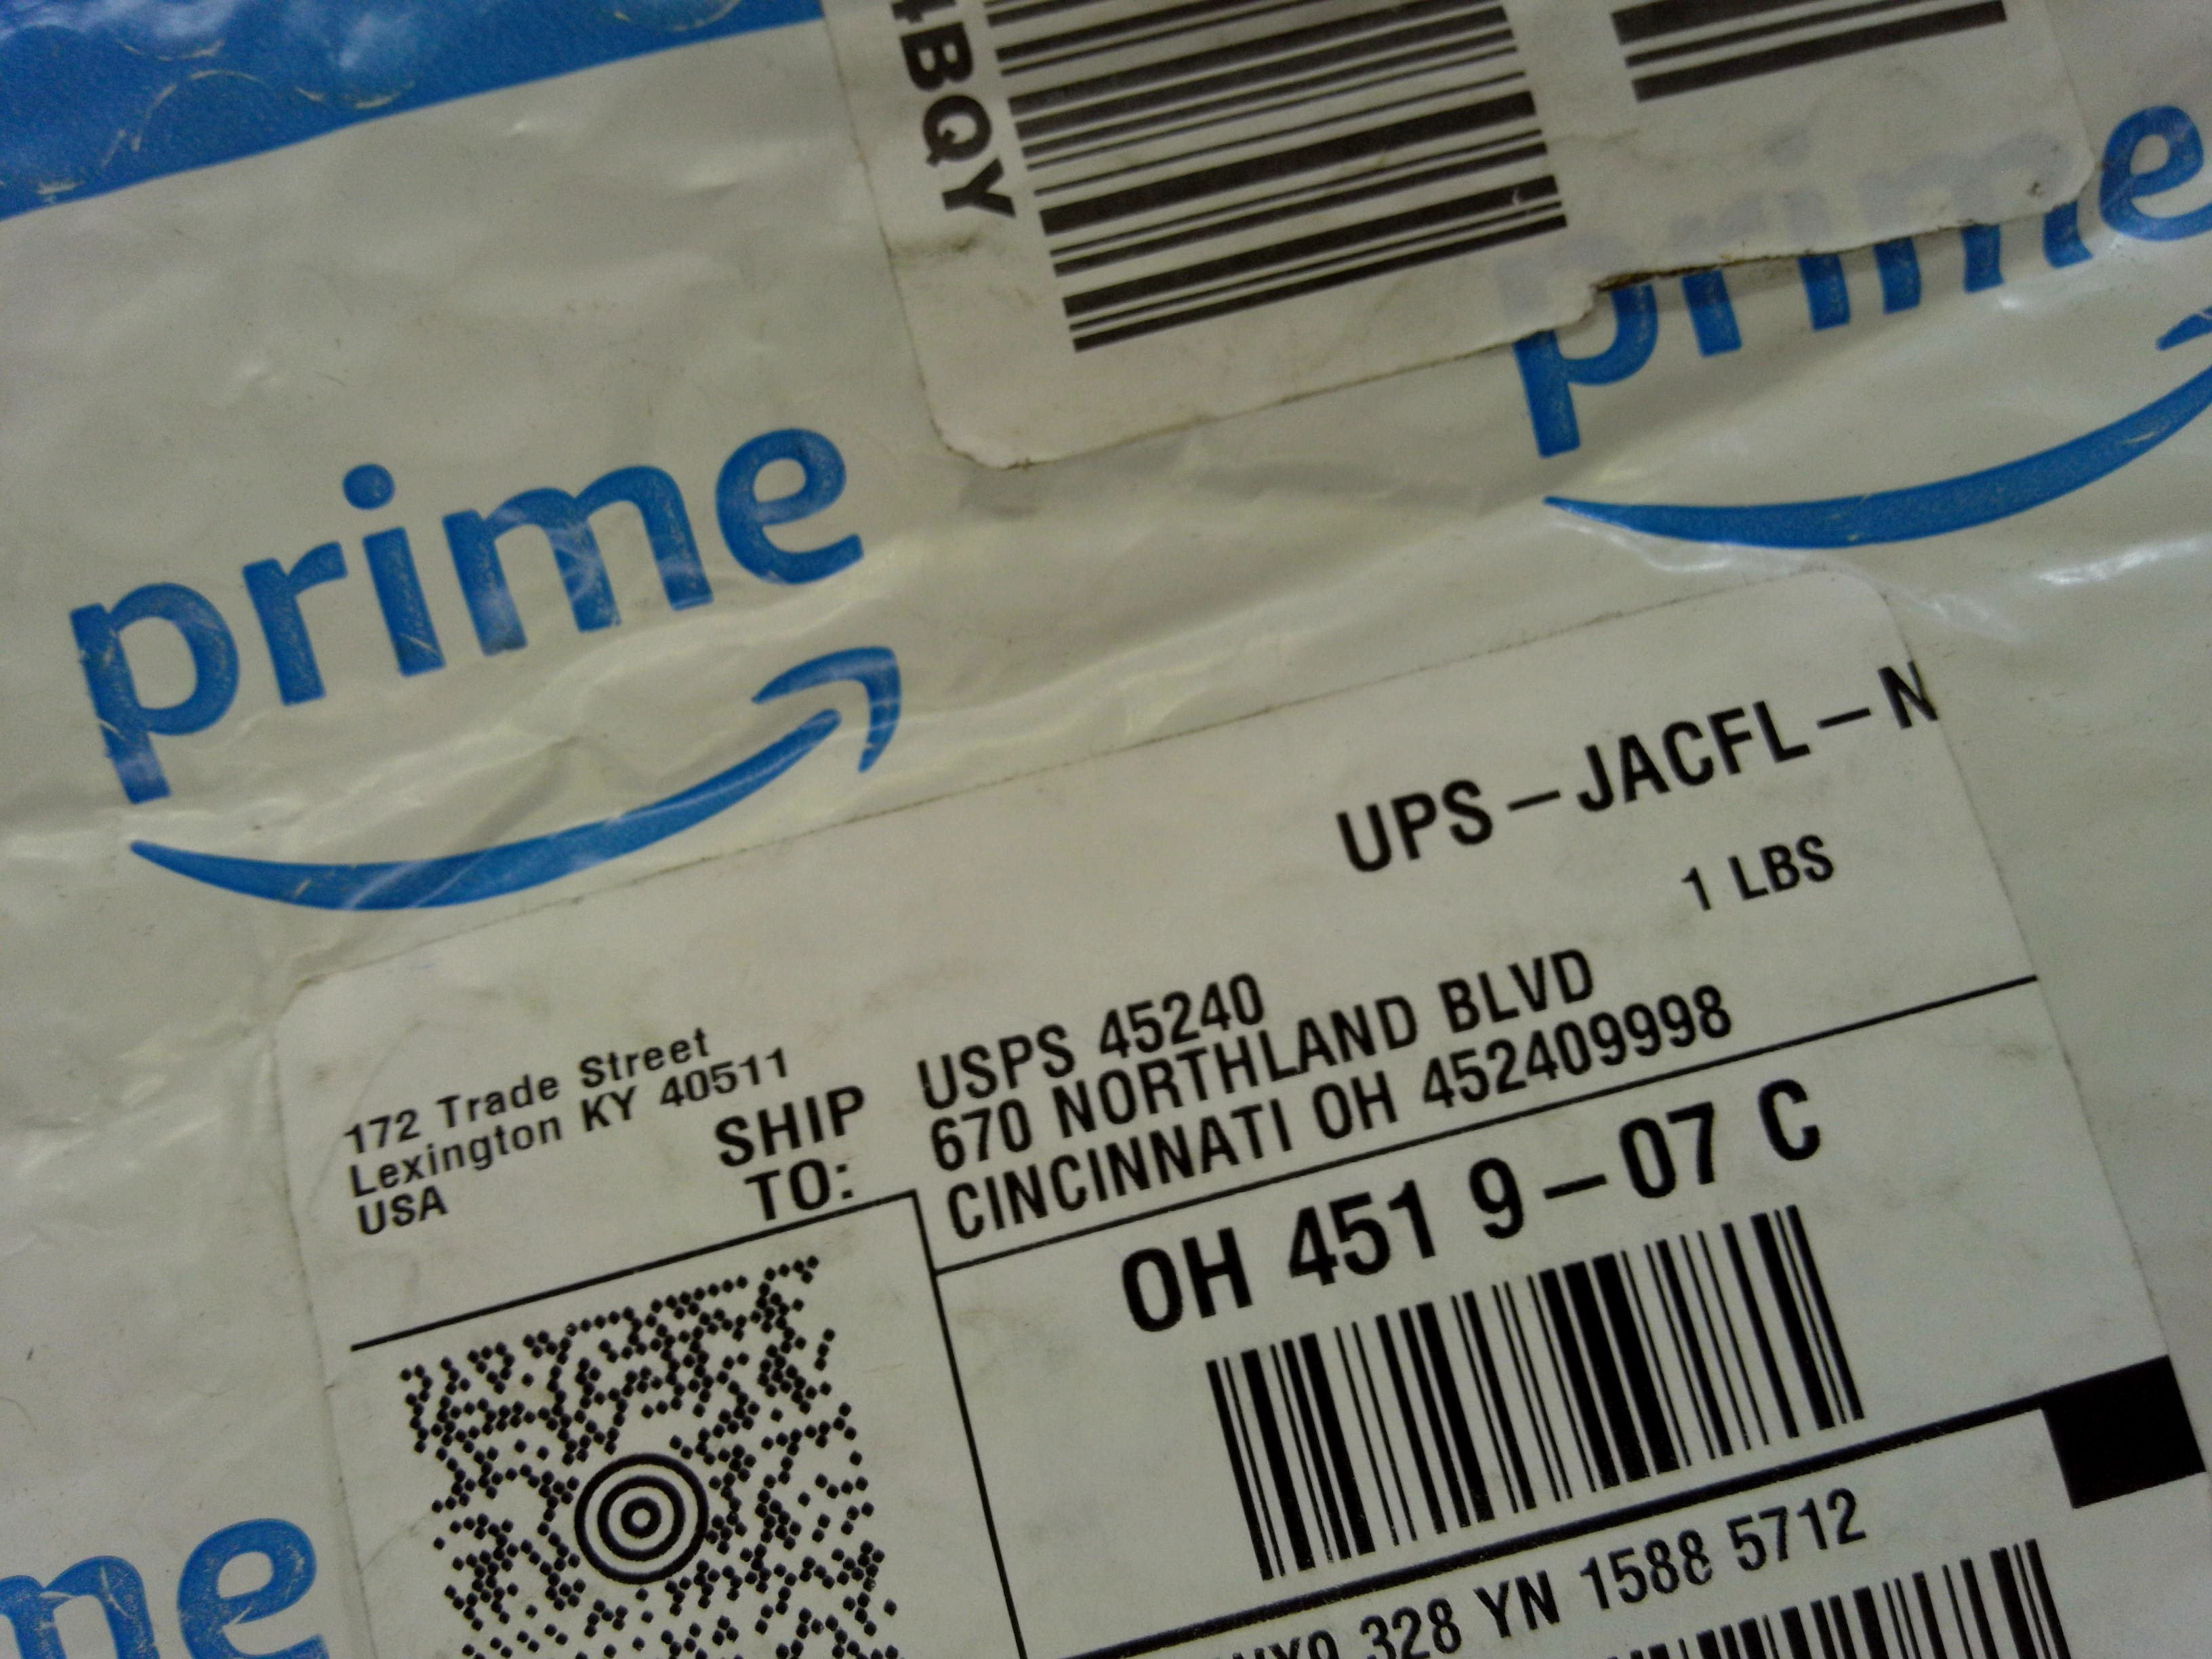 4BQY
prime
prime
UPS-JACFL-N
1 LBS
172 Trade Street
Lexington KY 40511
USA
SHIP
TO:
USPS 45240
670 NORTHLAND BLVD
CINCINNATI OH 452409998
OH 451 9-07 C
328 YN 1588 5712
me